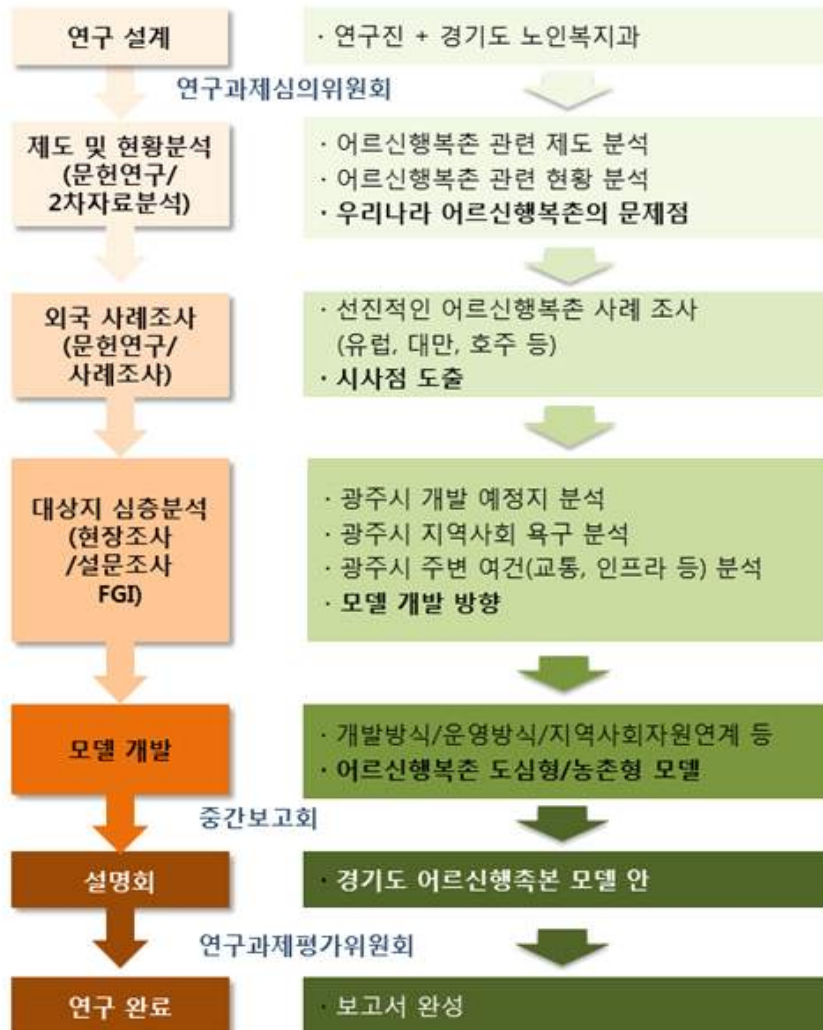 연구 설계
· 연구진 + 경기도 노인복지과
연구과제심의위원회
제도 및 현황분석
(문헌연구/
2차자료분석)
· 어르신행복촌 관련 제도 분석
· 어르신행복촌 관련 현황 분석
· 우리나라 어르신행복촌의 문제점
외국 사례조사
(문헌연구/
사례조사)
· 선진적인 어르신행복촌 사례 조사
(유럽, 대만, 호주 등)
· 시사점 도출
대상지 심층분석
(현장조사
/설문조사
FGI)
· 광주시 개발 예정지 분석
· 광주시 지역사회 욕구 분석
· 광주시 주변 여건(교통, 인프라 등) 분석
· 모델 개발 방향
모델 개발
· 개발방식/운영방식/지역사회자원연계 등
· 어르신행복촌 도심형/농촌형 모델
중간보고회
설명회
· 경기도 어르신행촉본 모델 안
연구과제평가위원회
연구 완료
· 보고서 완성